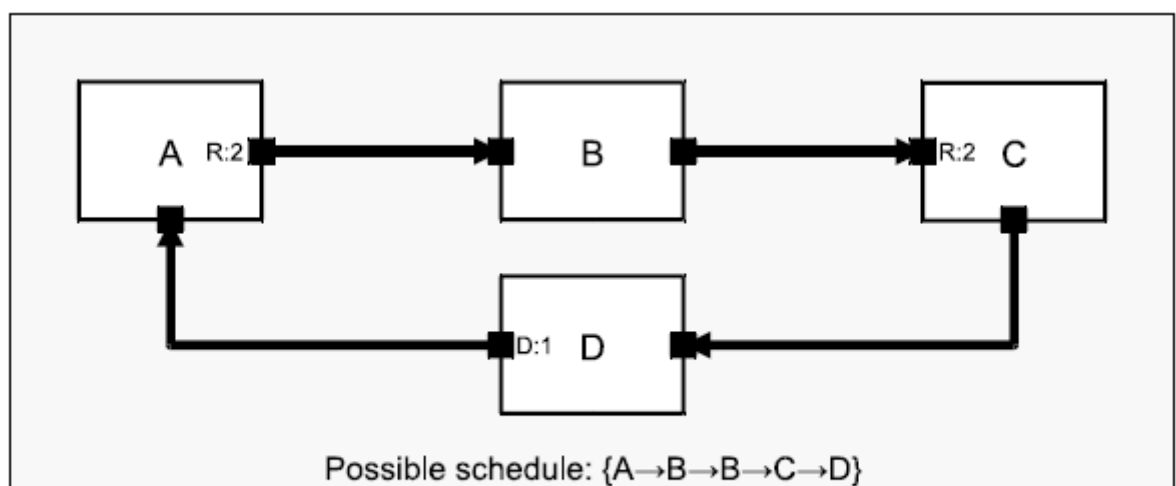 A R:2 B R:2 C
D:1 D
Possible schedule: {A→B→B→C→D}